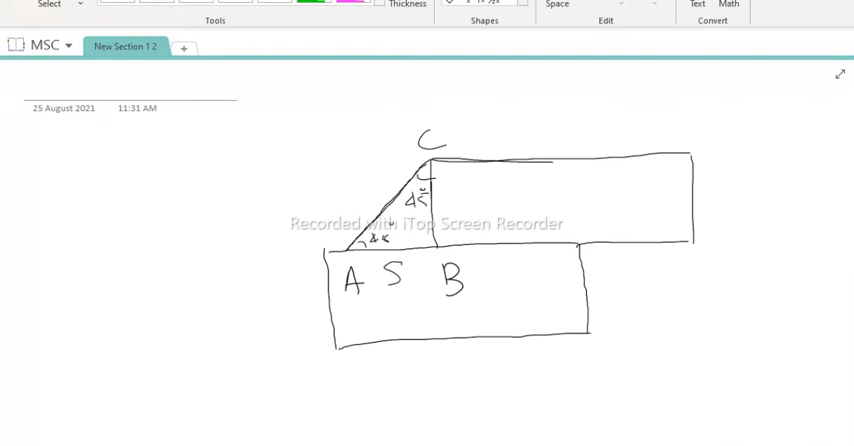 Select
Thickness
Space
Text Math
Tools
Shapes
Edit
Convert
MSC
New Section 1 2
+
25 August 2021 11:31 AM
C
45°
Recorded with iTop Screen Recorder
A S B